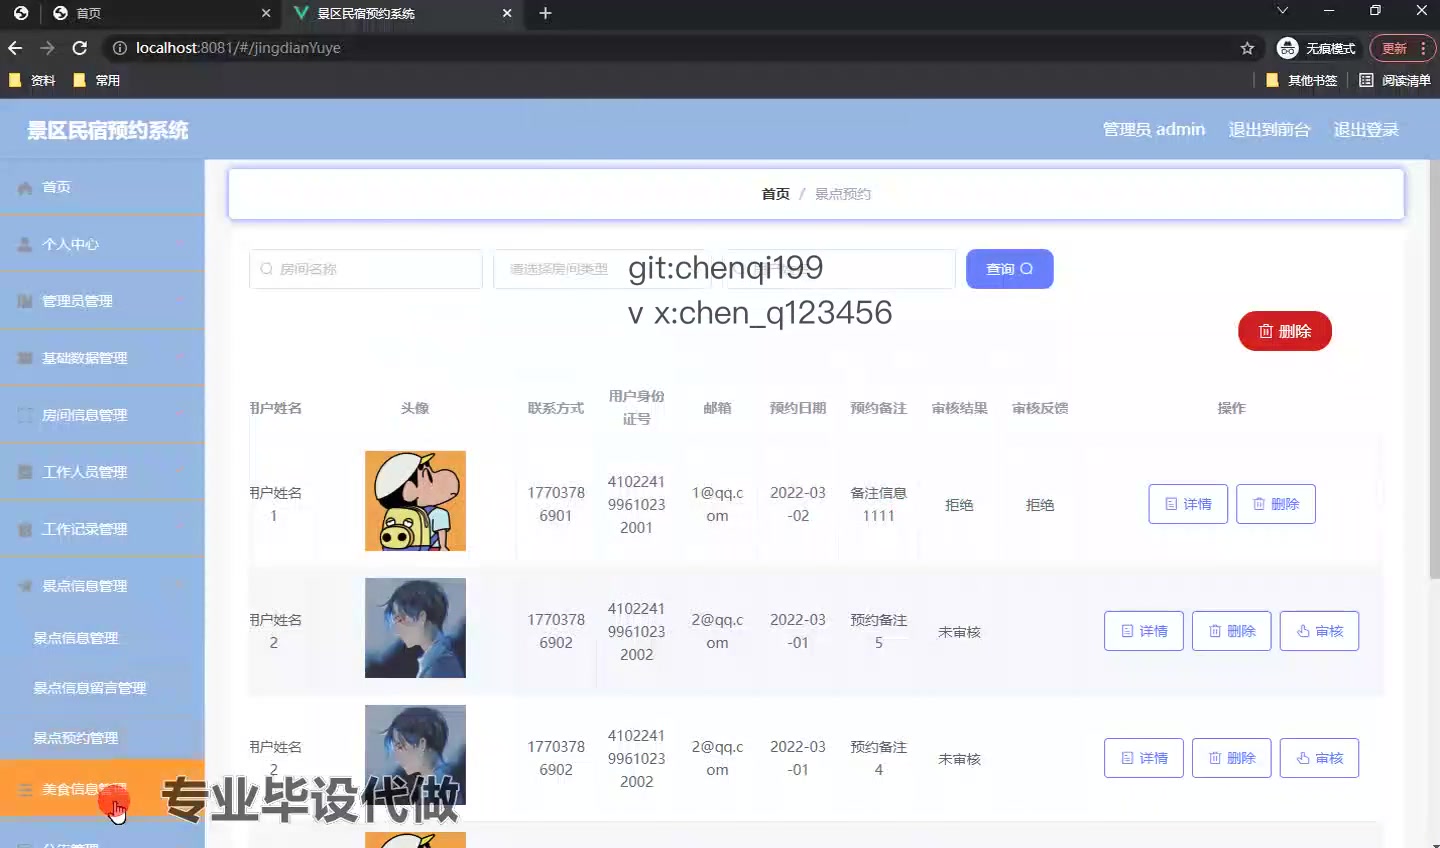 首页
景区民宿预约系统
localhost:8081/#/jingdianYuye
无痕模式
更新
资料
常用
其他书签
阅读清单
景区民宿预约系统
管理员 admin
退出到前台
退出登录
首页
个人中心
管理员管理
基础数据管理
房间信息管理
工作人员管理
工作记录管理
景点信息管理
景点信息管理
景点信息留言管理
景点预约管理
美食信息管理
首页 / 景点预约
房间名称
请选择房间类型
查询
git:chenqi199
v x:chen_q123456
删除
用户姓名 头像 联系方式 用户身份证号 邮箱 预约日期 预约备注 审核结果 审核反馈 操作
用户姓名1 17703786901 410224199610232001 1@qq.com 2022-03-02 备注信息1111 拒绝 拒绝 详情 删除
用户姓名2 17703786902 410224199610232002 2@qq.com 2022-03-01 预约备注5 未审核 详情 删除 审核
用户姓名2 17703786902 410224199610232002 2@qq.com 2022-03-01 预约备注4 未审核 详情 删除 审核
专业毕设代做